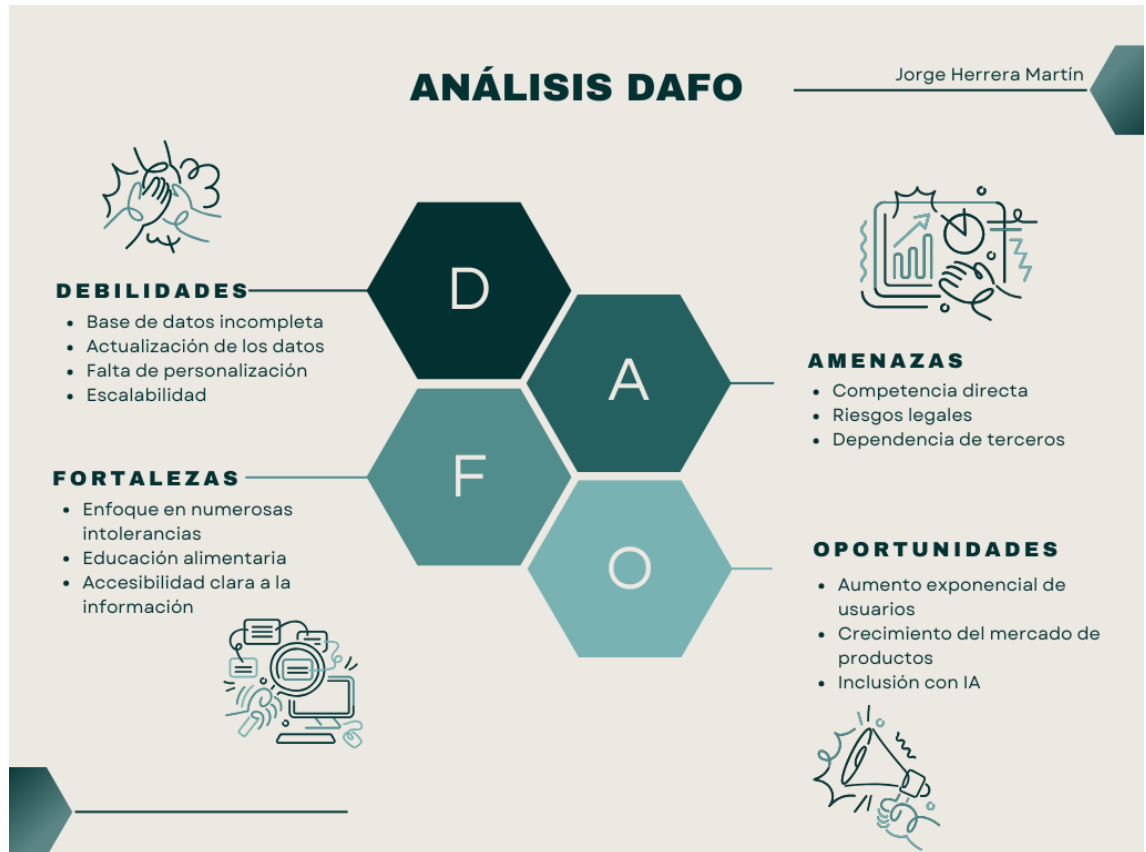 ANÁLISIS DAFO
Jorge Herrera Martín
D
DEBILIDADES
• Base de datos incompleta
• Actualización de los datos
• Falta de personalización
• Escalabilidad
A
AMENAZAS
• Competencia directa
• Riesgos legales
• Dependencia de terceros
F
FORTALEZAS
• Enfoque en numerosas
intolerancias
• Educación alimentaria
• Accesibilidad clara a la
información
O
OPORTUNIDADES
• Aumento exponencial de
usuarios
• Crecimiento del mercado de
productos
• Inclusión con IA